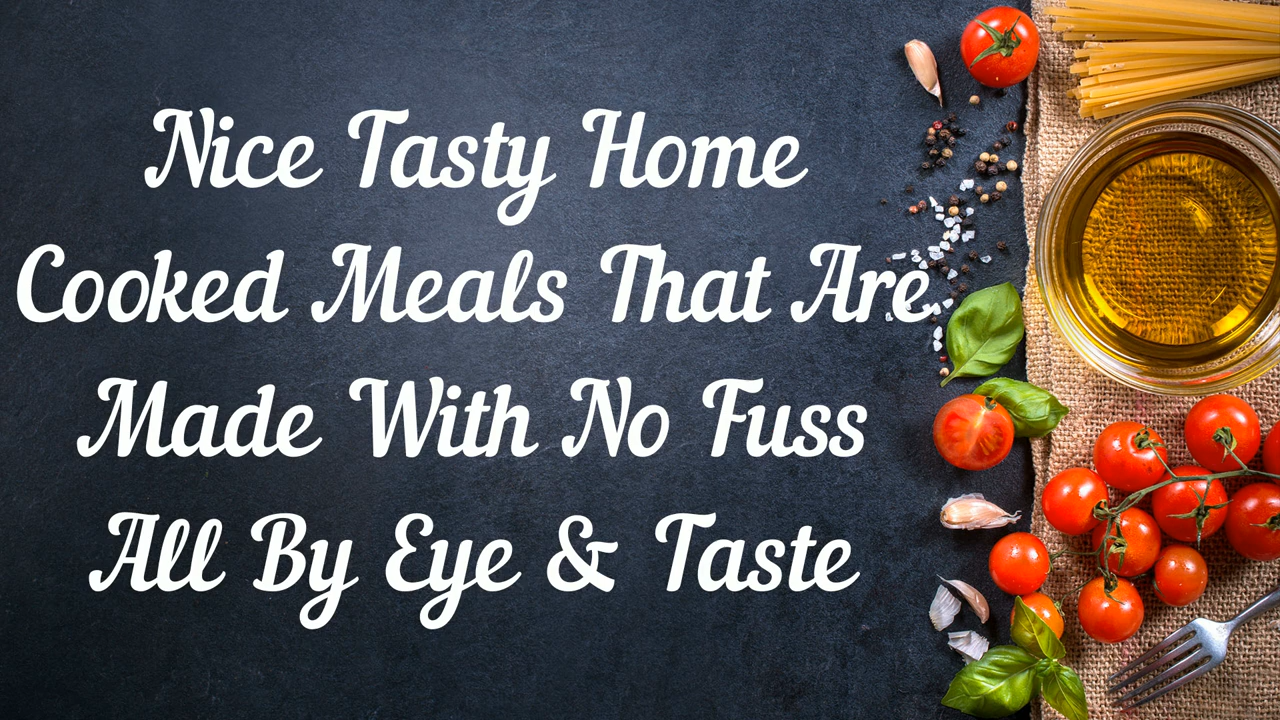 Nice Tasty Home
Cooked Meals That Are
Made With No Fuss
All By Eye & Taste